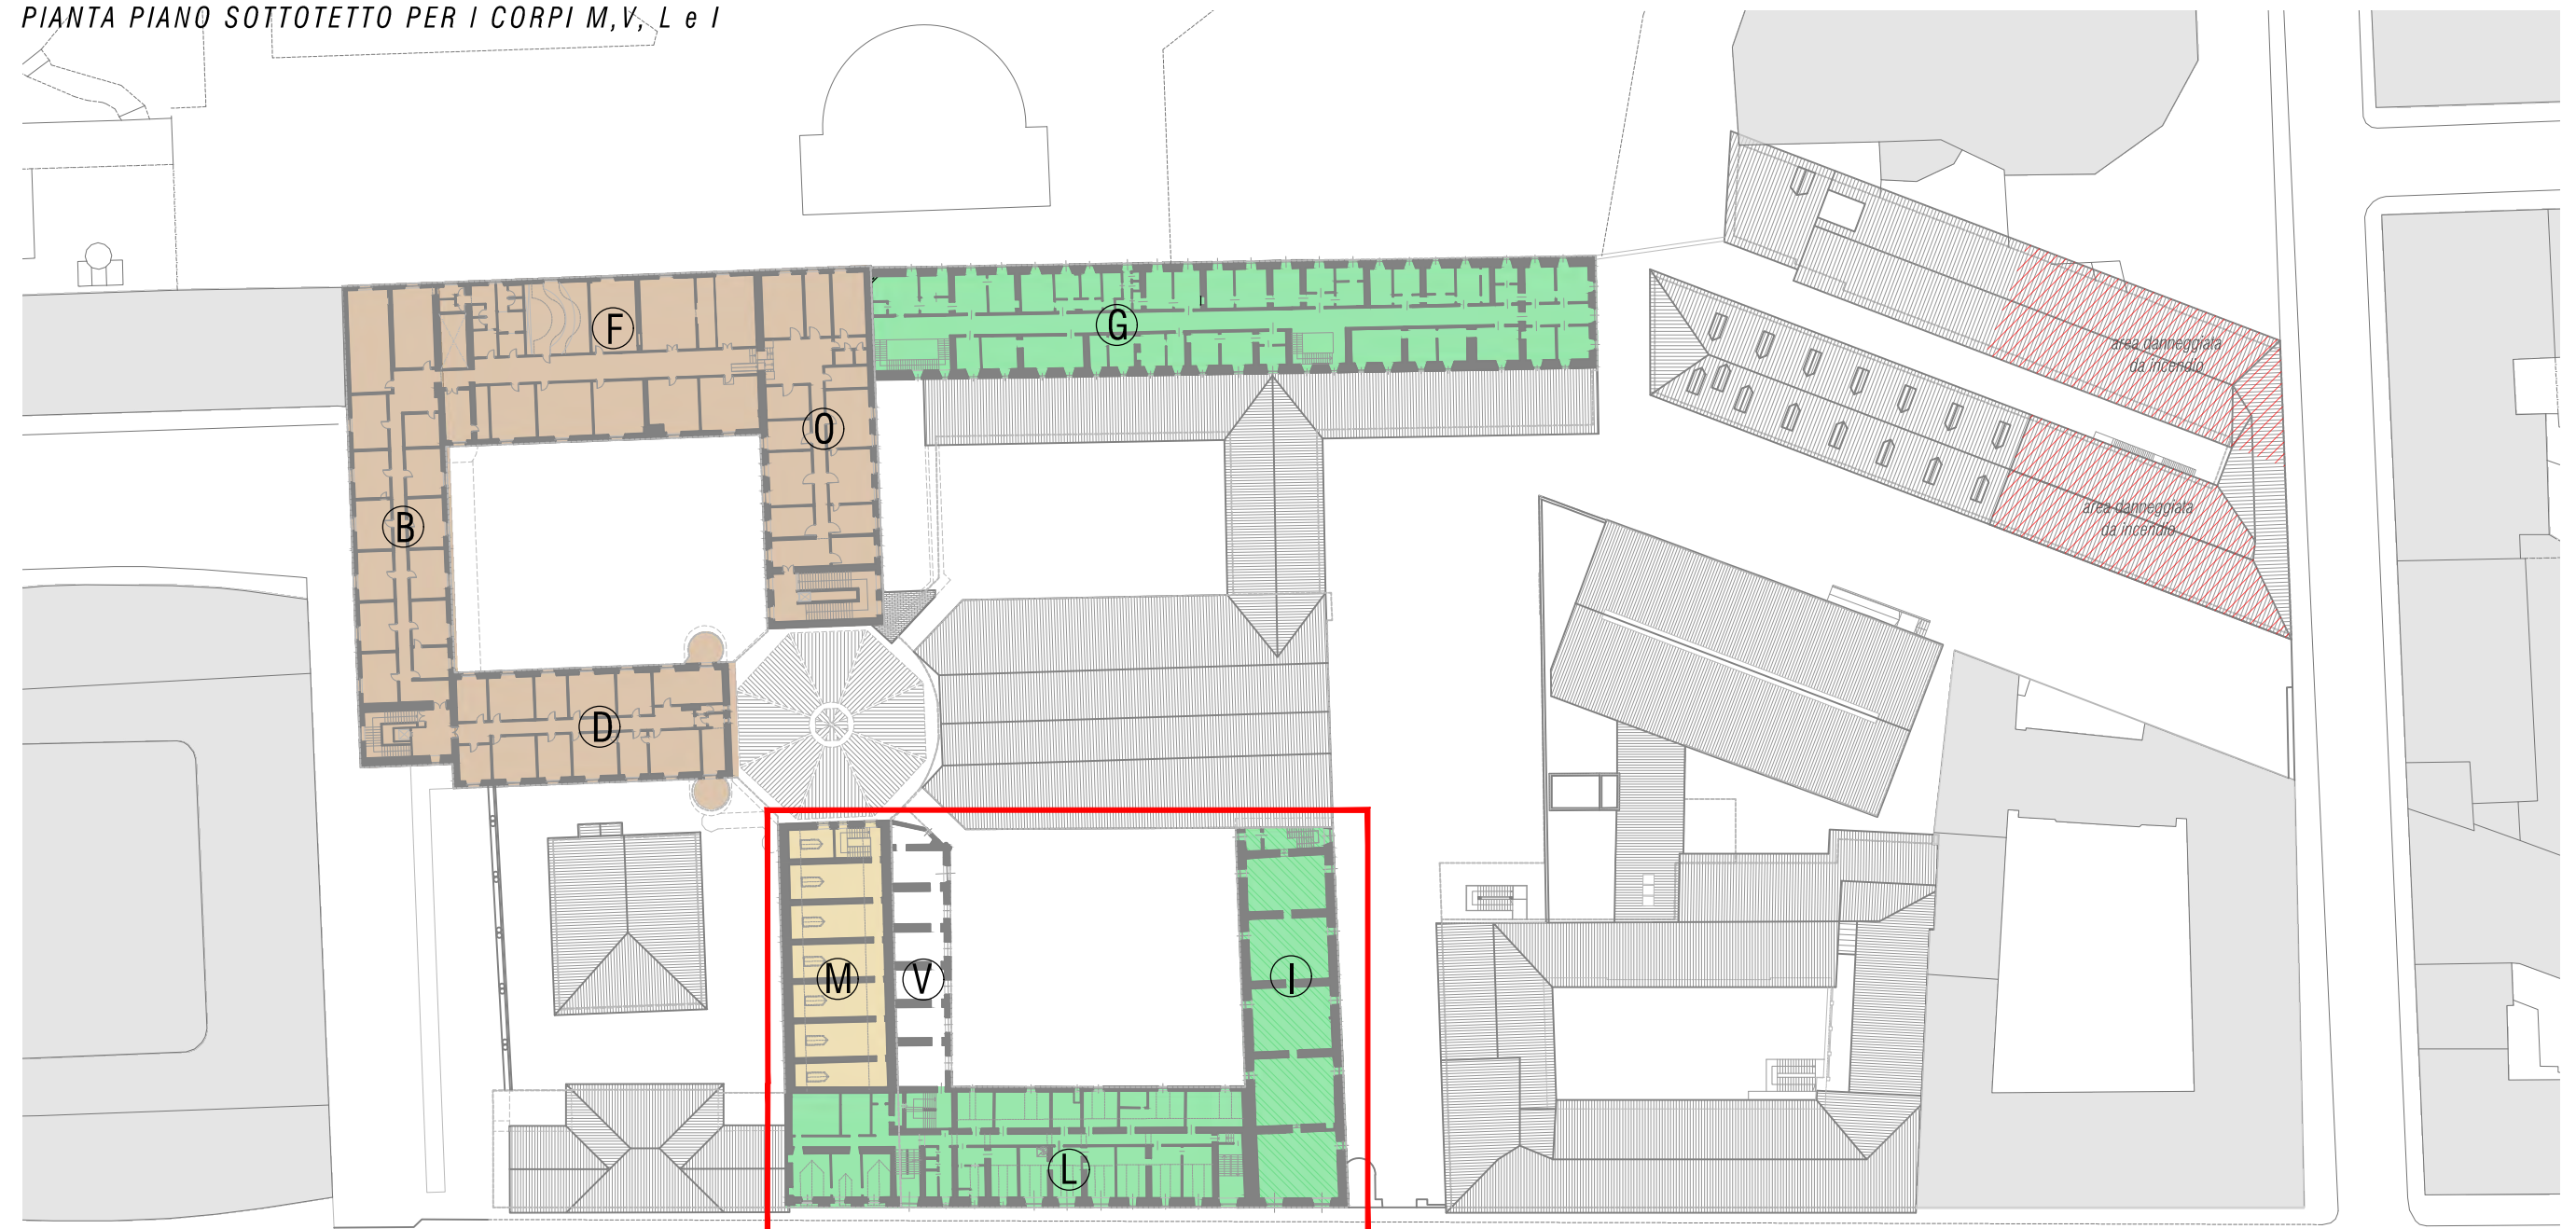 PIANTA PIANO SOTTOTETTO PER I CORPI M,V, L e I
G
F
area danneggiata
da incendio
O
area danneggiata
da incendio
B
D
M
V
I
L